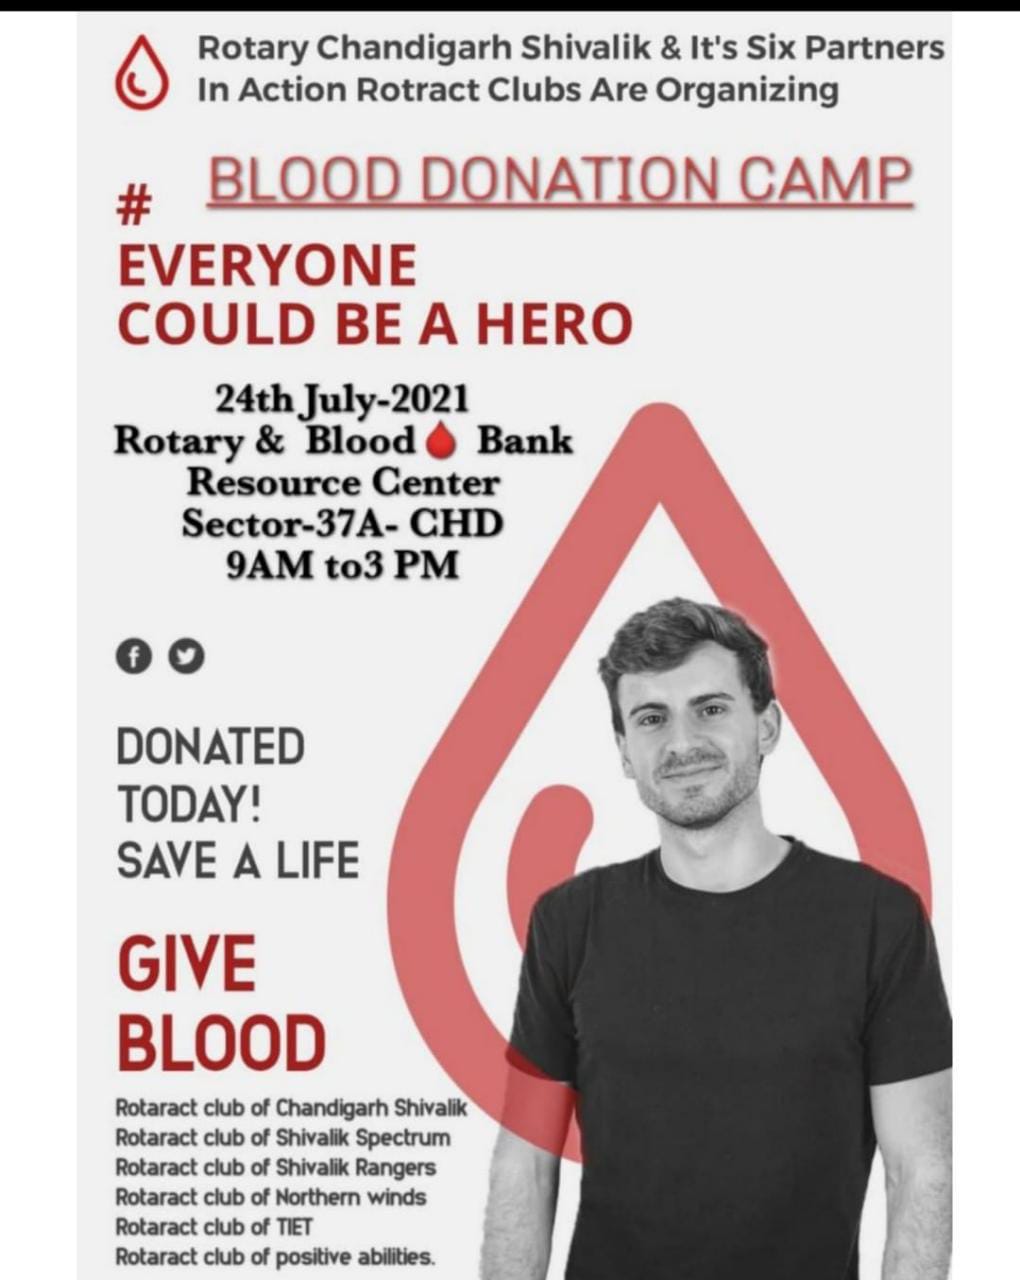 Rotary Chandigarh Shivalik & It's Six Partners
In Action Rotract Clubs Are Organizing
BLOOD DONATION CAMP
#
EVERYONE
COULD BE A HERO
24th July-2021
Rotary & Blood🩸 Bank
Resource Center
Sector-37A- CHD
9AM to3 PM
DONATED
TODAY!
SAVE A LIFE
GIVE
BLOOD
Rotaract club of Chandigarh Shivalik
Rotaract club of Shivalik Spectrum
Rotaract club of Shivalik Rangers
Rotaract club of Northern winds
Rotaract club of TIET
Rotaract club of positive abilities.